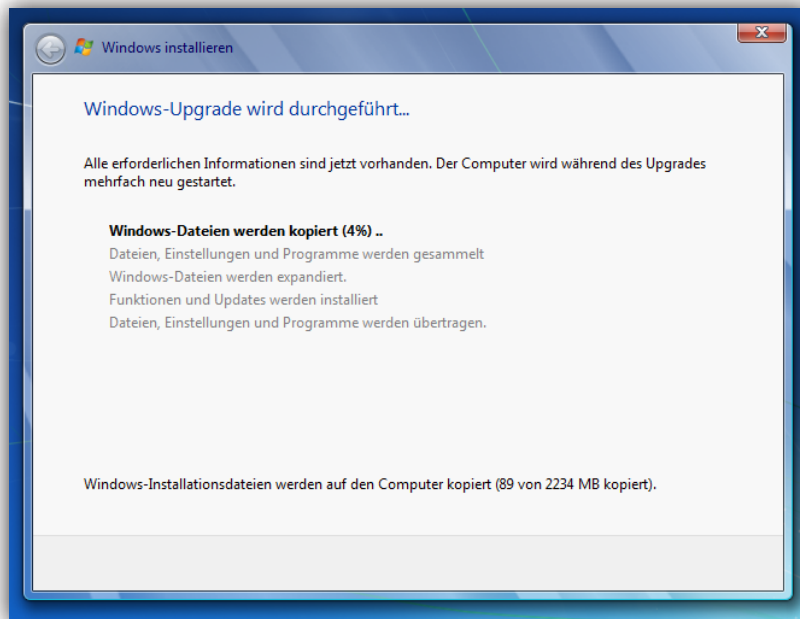 Windows installieren
Windows-Upgrade wird durchgeführt...
Alle erforderlichen Informationen sind jetzt vorhanden. Der Computer wird während des Upgrades
mehrfach neu gestartet.
Windows-Dateien werden kopiert (4%) ..
Dateien, Einstellungen und Programme werden gesammelt
Windows-Dateien werden expandiert.
Funktionen und Updates werden installiert
Dateien, Einstellungen und Programme werden übertragen.
Windows-Installationsdateien werden auf den Computer kopiert (89 von 2234 MB kopiert).